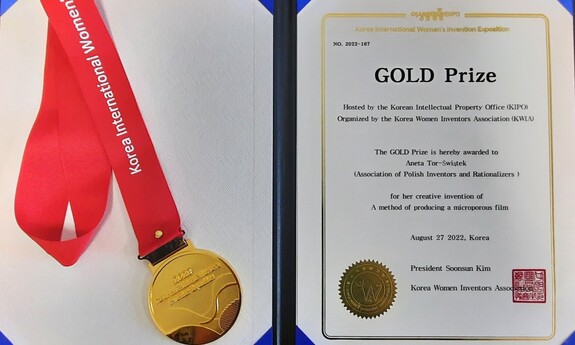 Korea International Women's
Korea International Women's Invention Exposition
NO. 2022-167
GOLD Prize
Hosted by the Korean Intellectual Property Office (KIPO)
Organized by the Korea Women Inventors Association (KWIA)
The GOLD Prize is hereby awarded to
Aneta Tor-Świątek
(Association of Polish Inventors and Rationalizers )
for her creative invention of
A method of producing a microporous film
August 27 2022, Korea
President Soonsun Kim
Korea Women Inventors Association